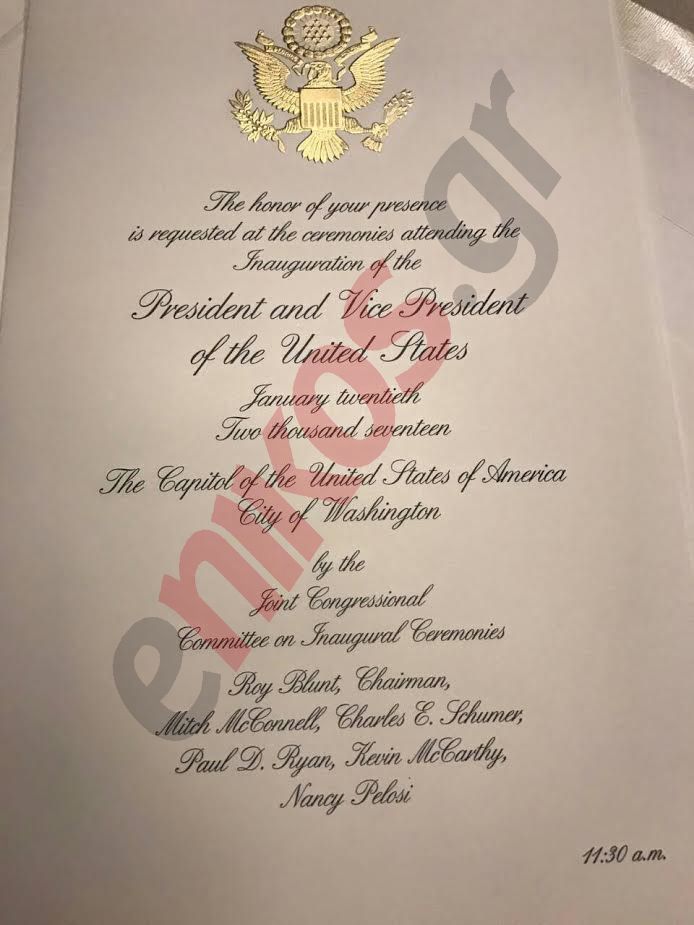 The honor of your presence
is requested at the ceremonies attending the
Inauguration of the
President and Vice President
of the United States
January twentieth
Two thousand seventeen
The Capitol of the United States of America
City of Washington
by the
Joint Congressional
Committee on Inaugural Ceremonies
Roy Blunt, Chairman,
Mitch McConnell, Charles E. Schumer,
Paul D. Ryan, Kevin McCarthy,
Nancy Pelosi
11:30 a.m.
enikos.gr